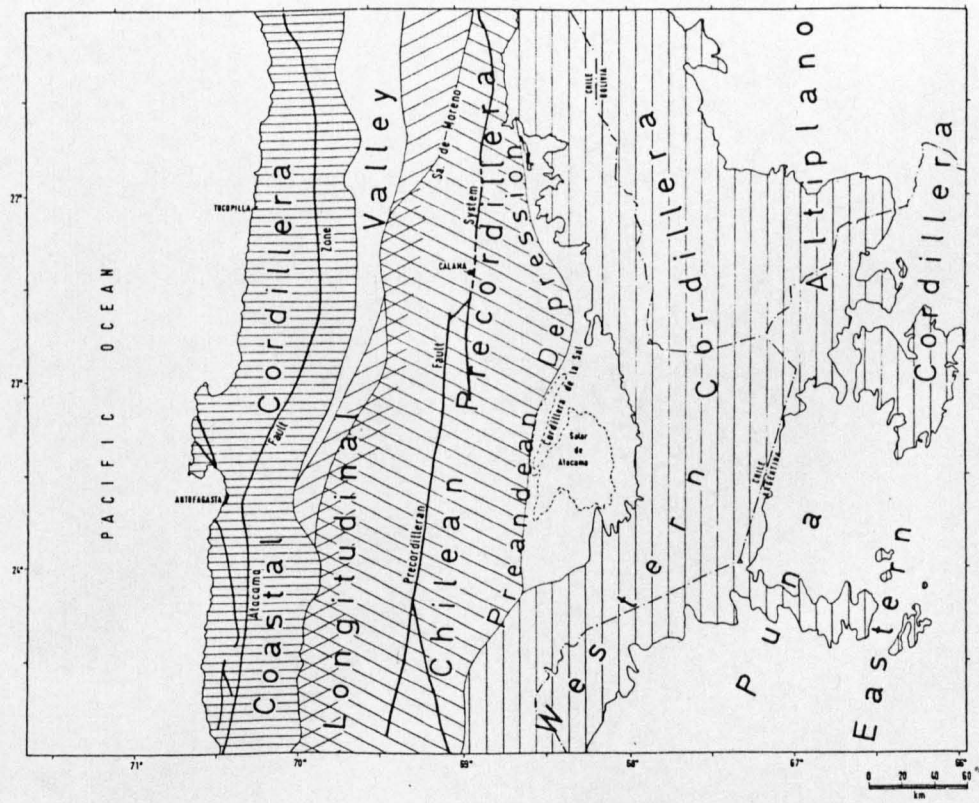 PACIFIC OCEAN
TOCOPILLA
ANTOFAGASTA
Coastal Cordillera
Atacama Fault Zone
Longitudinal Valley
Sa. de Moreno
CALAMA
Precordilleran Fault System
Chilean Precordillera
Preandean Depression
Cordillera de la Sal
Salar
de
Atacama
CHILE
BOLIVIA
Western Cordillera
CHILE
ARGENTINA
Puna
Altiplano
Eastern Cordillera
71°
70°
69°
68°
67°
66°
0 20 40 60
km